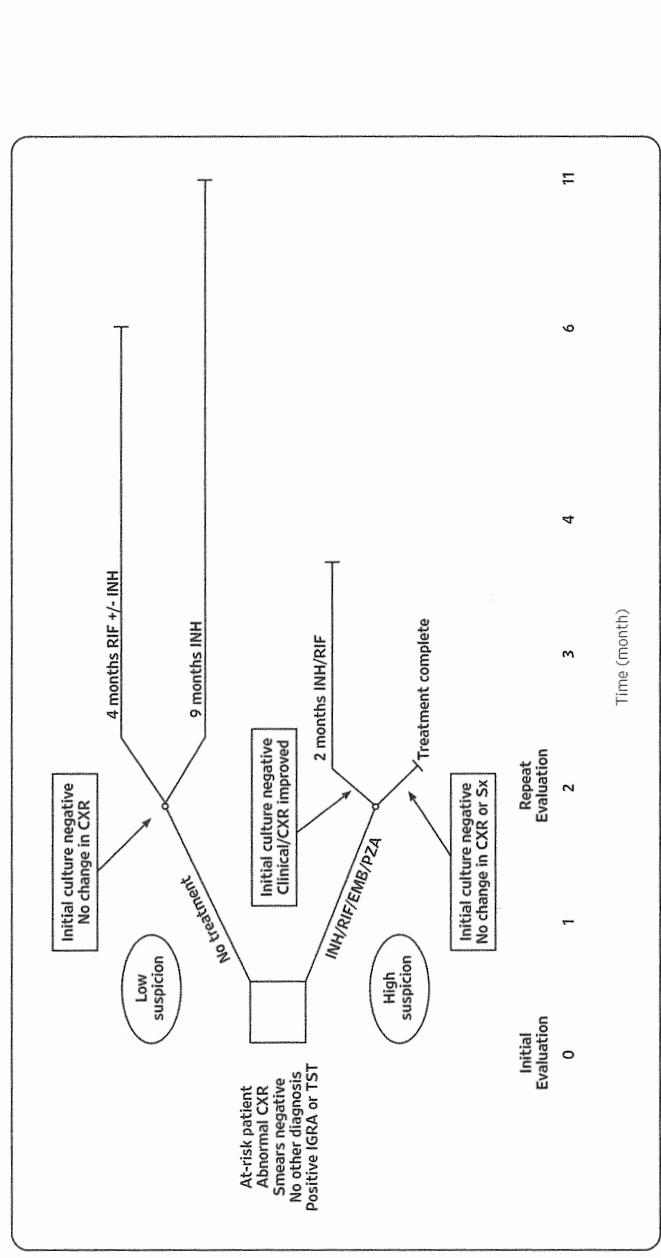 Initial culture negative
No change in CXR
4 months RIF +/- INH
Low
suspicion
No treatment
9 months INH
At-risk patient
Abnormal CXR
Smears negative
No other diagnosis
Positive IGRA or TST
Initial culture negative
Clinical/CXR improved
2 months INH/RIF
INH/RIF/EMB/PZA
High
suspicion
Treatment complete
Initial culture negative
No change in CXR or Sx
Initial
Evaluation
Repeat
Evaluation
0 1 2 3 4 6 11
Time (month)